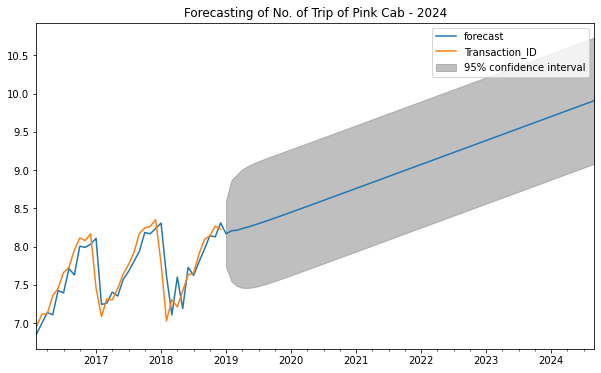 Forecasting of No. of Trip of Pink Cab - 2024
forecast
Transaction_ID
95% confidence interval
10.5
10.0
9.5
9.0
8.5
8.0
7.5
7.0
2017 2018 2019 2020 2021 2022 2023 2024